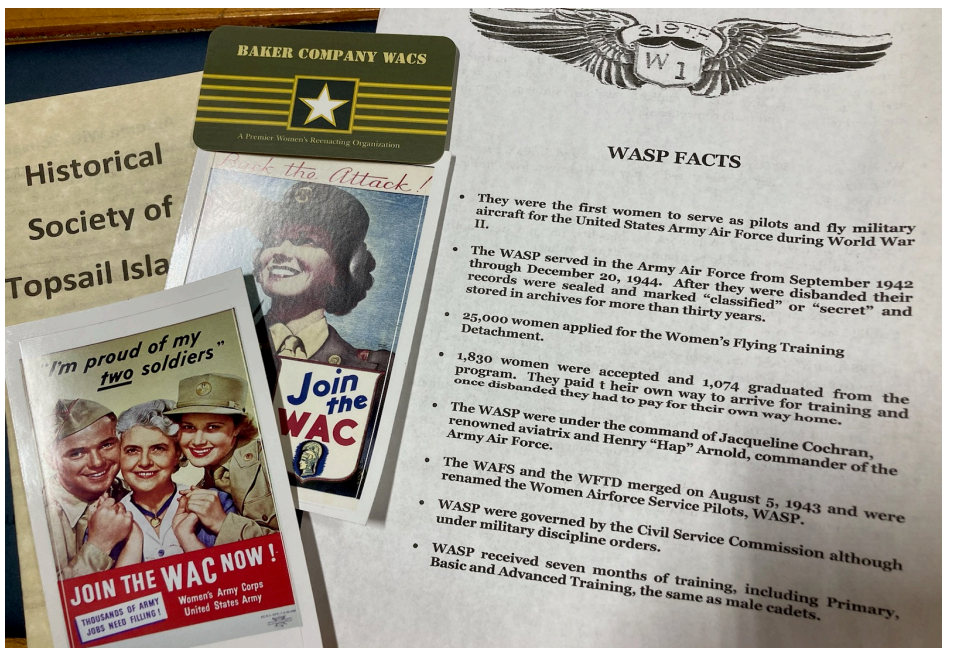 Historical
Society of
Topsail Isla
BAKER COMPANY WACS
A Premier Women's Reenacting Organization
Back the Attack!
Join
the
WAC
"I'm proud of my
two soldiers"
JOIN THE WAC NOW!
THOUSANDS OF ARMY
JOBS NEED FILLING!
Women's Army Corps
United States Army
319TH
W 1
WASP FACTS
• They were the first women to serve as pilots and fly military
aircraft for the United States Army Air Force during World War
II.
• The WASP served in the Army Air Force from September 1942
through December 20, 1944. After they were disbanded their
records were sealed and marked "classified" or "secret" and
stored in archives for more than thirty years.
• 25,000 women applied for the Women's Flying Training
Detachment.
• 1,830 women were accepted and 1,074 graduated from the
program. They paid t heir own way to arrive for training and
once disbanded they had to pay for their own way home.
• The WASP were under the command of Jacqueline Cochran,
renowned aviatrix and Henry "Hap" Arnold, commander of the
Army Air Force.
• The WAFS and the WFTD merged on August 5, 1943 and were
renamed the Women Airforce Service Pilots, WASP.
• WASP were governed by the Civil Service Commission although
under military discipline orders.
• WASP received seven months of training, including Primary,
Basic and Advanced Training, the same as male cadets.